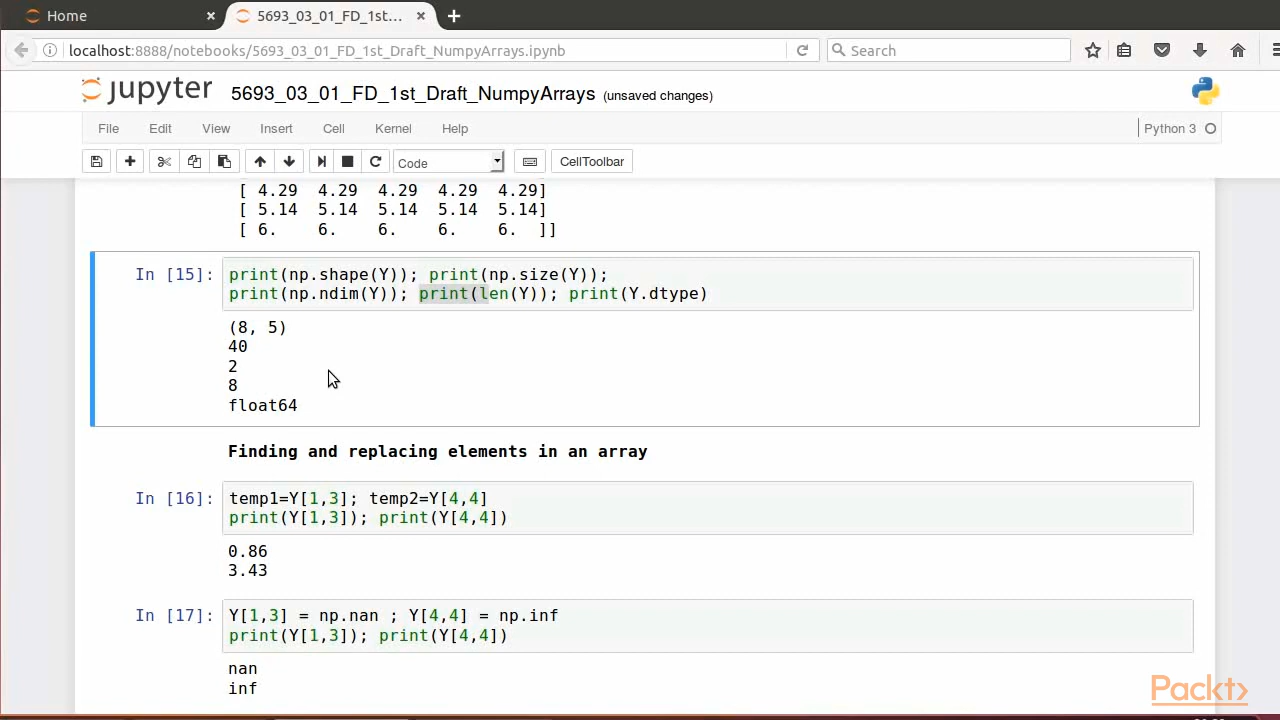 Home
5693_03_01_FD_1st...
localhost:8888/notebooks/5693_03_01_FD_1st_Draft_NumpyArrays.ipynb
Search
jupyter 5693_03_01_FD_1st_Draft_NumpyArrays (unsaved changes)
File Edit View Insert Cell Kernel Help
Python 3
Code
CellToolbar
[ 4.29 4.29 4.29 4.29 4.29]
[ 5.14 5.14 5.14 5.14 5.14]
[ 6. 6. 6. 6. 6. ]]
In [15]: print(np.shape(Y)); print(np.size(Y));
print(np.ndim(Y)); print(len(Y)); print(Y.dtype)
(8, 5)
40
2
8
float64
Finding and replacing elements in an array
In [16]: temp1=Y[1,3]; temp2=Y[4,4]
print(Y[1,3]); print(Y[4,4])
0.86
3.43
In [17]: Y[1,3] = np.nan ; Y[4,4] = np.inf
print(Y[1,3]); print(Y[4,4])
nan
inf
Packt